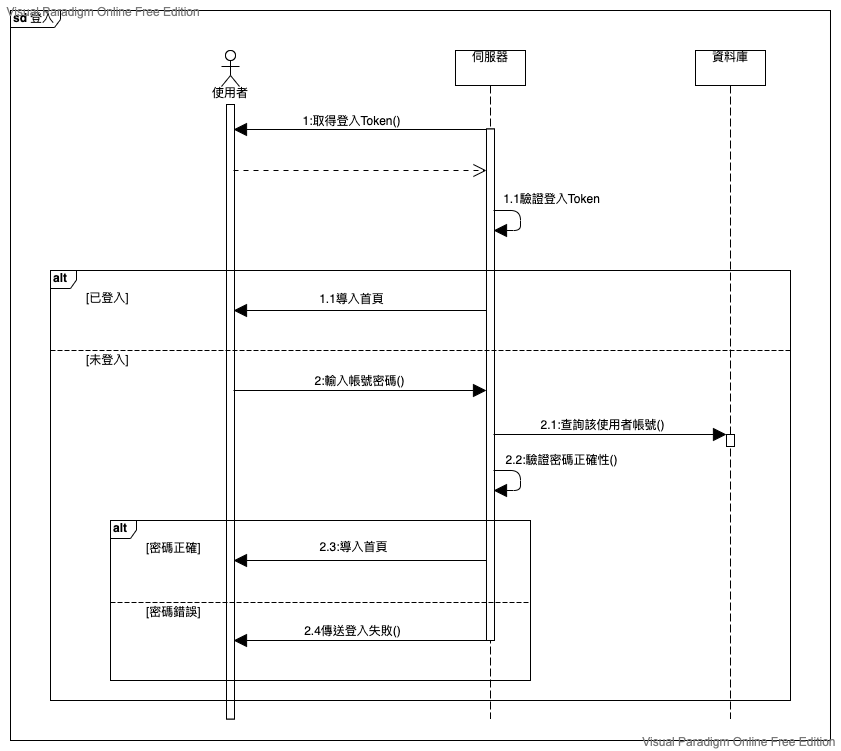 Visual Paradigm Online Free Edition
sd 登入
使用者
伺服器
資料庫
1:取得登入Token()
1.1驗證登入Token
alt
[已登入]
1.1導入首頁
[未登入]
2:輸入帳號密碼()
2.1:查詢該使用者帳號()
2.2:驗證密碼正確性()
alt
[密碼正確]
2.3:導入首頁
[密碼錯誤]
2.4傳送登入失敗()
Visual Paradigm Online Free Edition